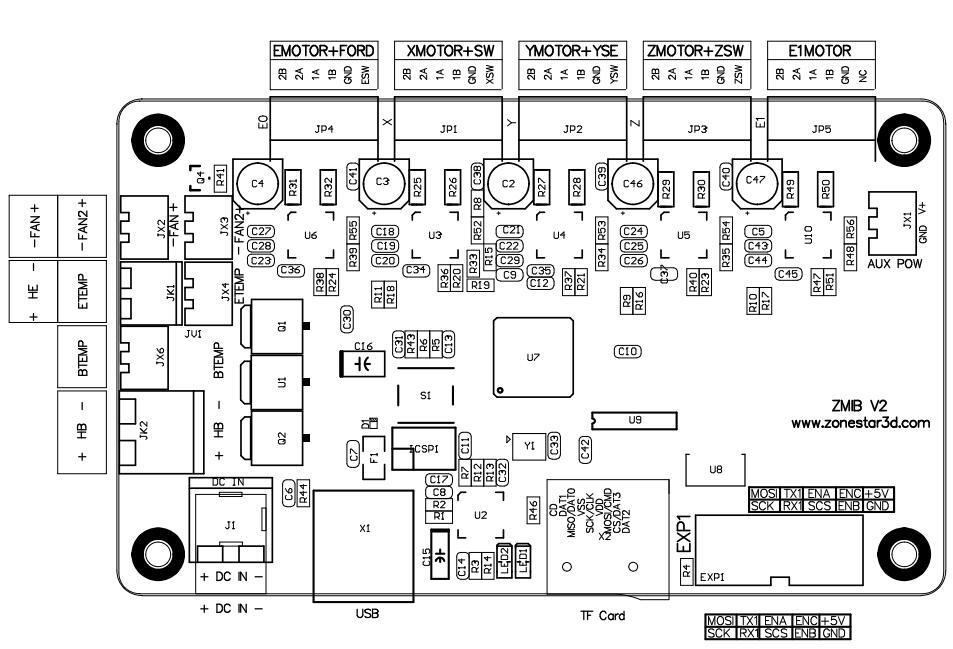 EMOTOR+FORD XMOTOR+SW YMOTOR+YSE ZMOTOR+ZSW E1MOTOR
2B 2A 1A 1B GND ESW
2B 2A 1A 1B GND XSW
2B 2A 1A 1B GND YSW
2B 2A 1A 1B GND ZSW
2B 2A 1A 1B GND NC
E0 JP4 X JP1 Y JP2 Z JP3 E1 JP5
Q4 R41 C4 R31 R32 C41 C3 R25 R26 C38 C2 R27 R28 C39 C46 R29 R30 C40 C47 R49 R50
R8
-FAN+ -FAN2+ JX2 -FAN+ JX3 -FAN2+
C27 C28 C23 U6 R55 R39 C18 C19 C20 U3 R52 C21 C22 C29 C9 U4 R53 R34 C24 C25 C26 U5 R54 R35 C5 C43 C44 U10 R56 R48
JX1 V+ GND
AUX POW
C36 R38 R24 C34 R36 R20 R33 R15 R19 C35 C12 R37 R21 C37 R40 R23 C45 R47 R51
+ HE - ETEMP JK1 JX4 ETEMP
R11 R18 R9 R16 R10 R17
JV1 Q1 C30
BTEMP JX6 BTEMP
C16 C31 R43 R6 R5 C13 U7 C10
U1 S1
+ HB - JK2 + HB -
Q2 D1 U9
ZMIB V2
www.zonestar3d.com
C7 F1 ICSP1 C11 Y1 C33 C42
R7 R12 R13 C32 U8
DC IN C6 R44 C17 C8 R2 R1
J1 X1 U2 R46
CD
DAT1
MISO/DAT0
VSS
SCK/CLK
VDD
MOSI/CMD
CS/DAT3
DAT2
X2
MOSI TX1 ENA ENC +5V
SCK RX1 SCS ENB GND
EXP1
C15 C14 R3 R14 LED2 LED1 R4 EXP1
+ DC IN -
+ DC IN -
USB
TF Card
MOSI TX1 ENA ENC +5V
SCK RX1 SCS ENB GND